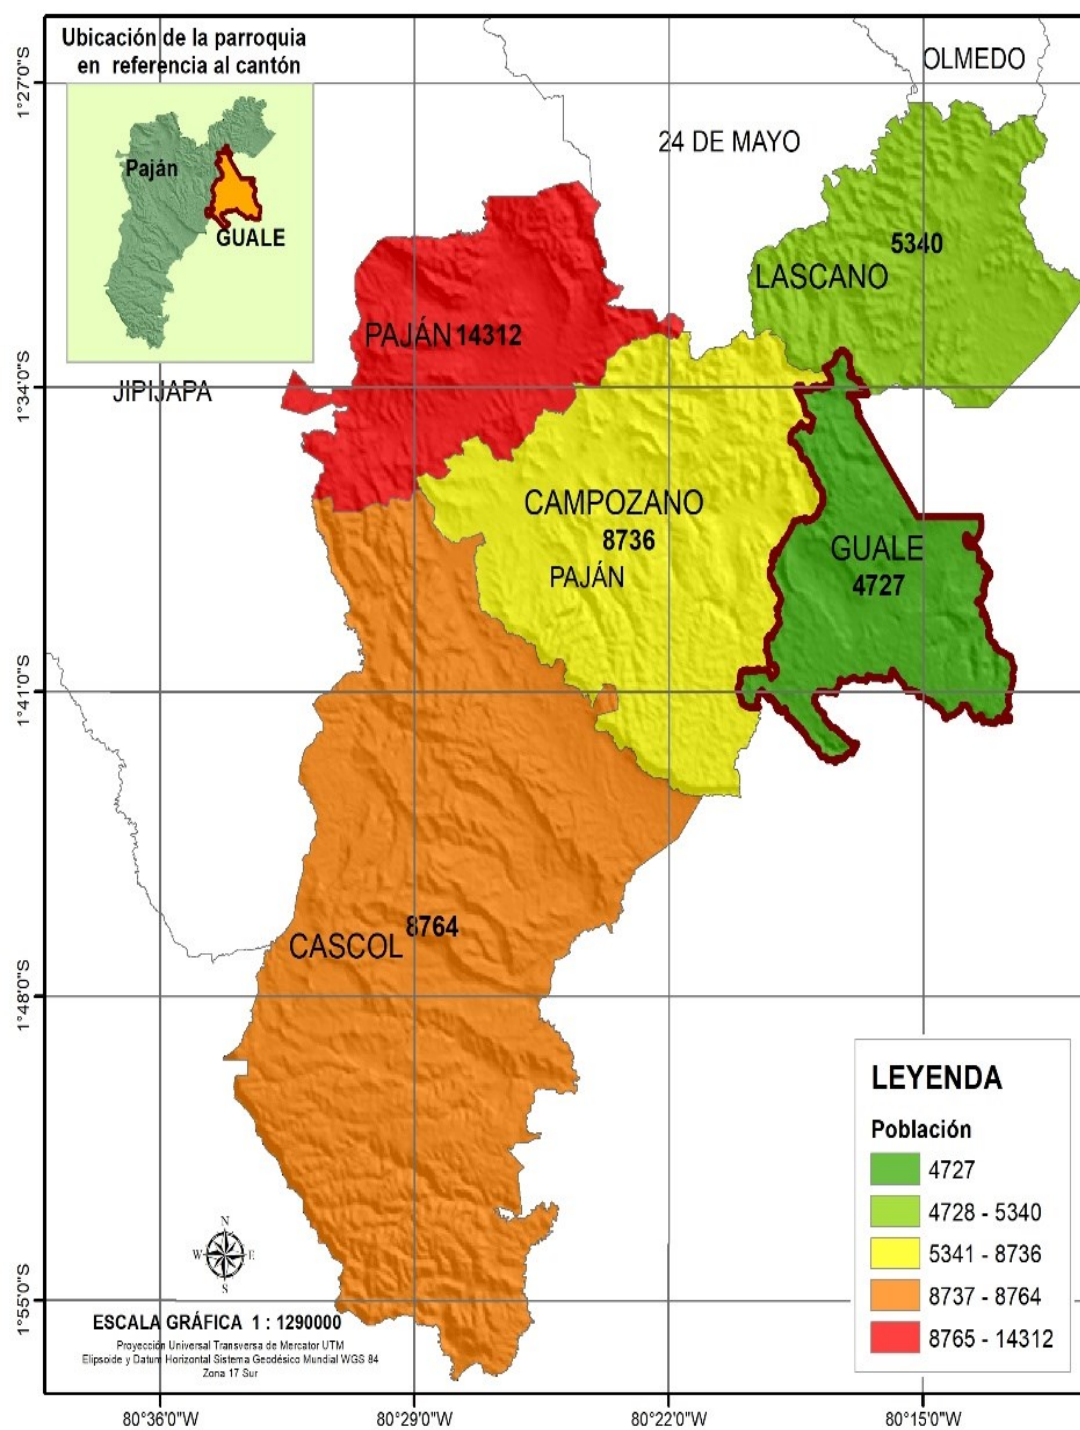 Ubicación de la parroquia
en referencia al cantón
Paján
GUALE
OLMEDO
24 DE MAYO
5340
LASCANO
PAJÁN 14312
JIPIJAPA
CAMPOZANO
8736
PAJÁN
GUALE
4727
8764
CASCOL
1°27'0"S
1°34'0"S
1°41'0"S
1°48'0"S
1°55'0"S
LEYENDA
Población
4727
4728 - 5340
5341 - 8736
8737 - 8764
8765 - 14312
N
W E
S
ESCALA GRÁFICA 1 : 1290000
Proyección Universal Transversa de Mercator UTM
Elipsoide y Datum Horizontal Sistema Geodésico Mundial WGS 84
Zona 17 Sur
80°36'0"W 80°29'0"W 80°22'0"W 80°15'0"W